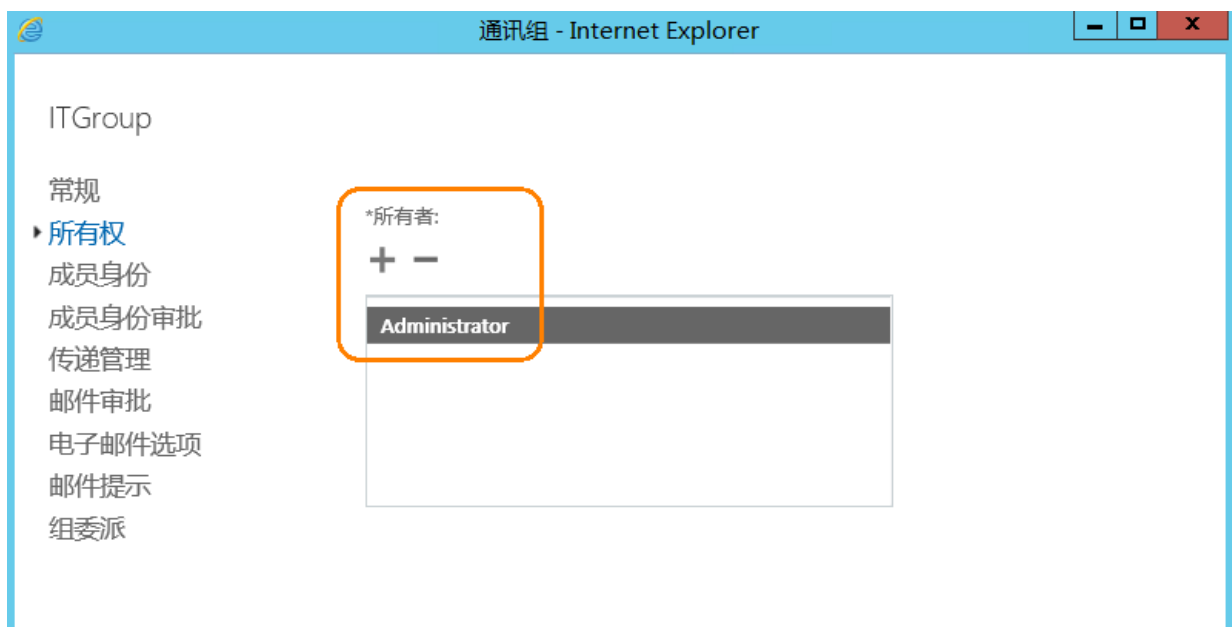 通讯组 - Internet Explorer
ITGroup
常规
所有权
成员身份
成员身份审批
传递管理
邮件审批
电子邮件选项
邮件提示
组委派
*所有者:
Administrator